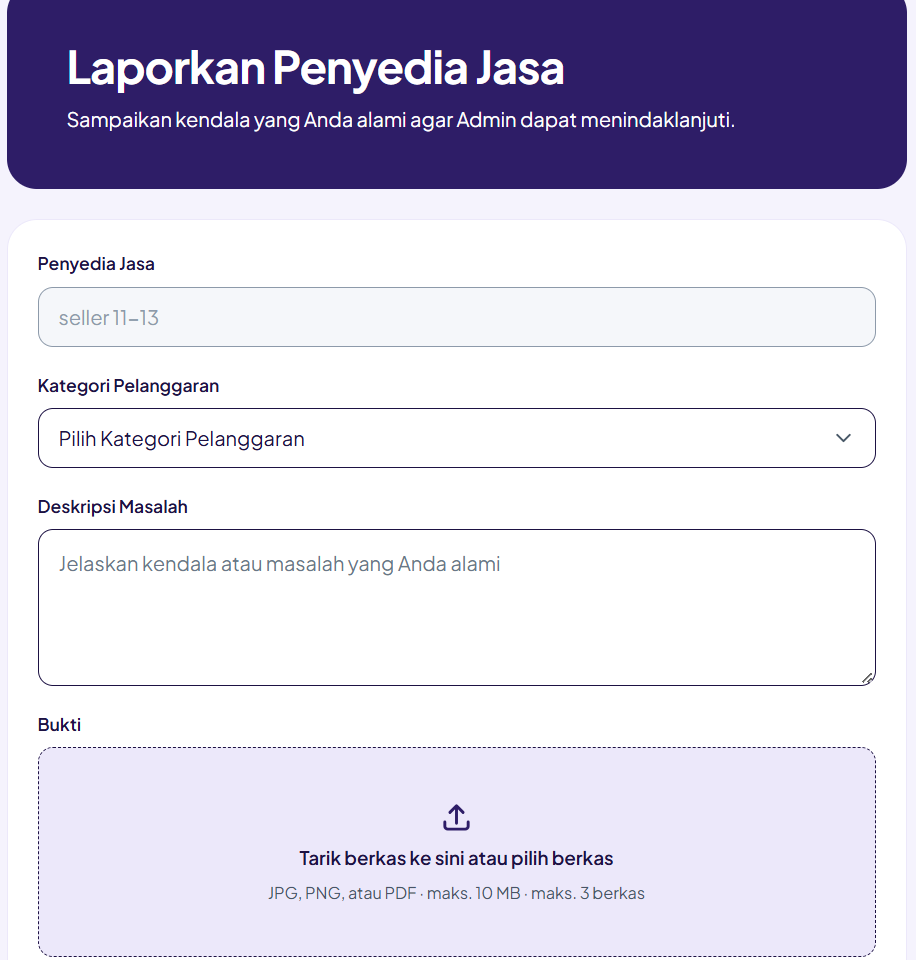 Laporkan Penyedia Jasa
Sampaikan kendala yang Anda alami agar Admin dapat menindaklanjuti.
Penyedia Jasa
seller 11–13
Kategori Pelanggaran
Pilih Kategori Pelanggaran
Deskripsi Masalah
Jelaskan kendala atau masalah yang Anda alami
Bukti
Tarik berkas ke sini atau pilih berkas
JPG, PNG, atau PDF · maks. 10 MB · maks. 3 berkas